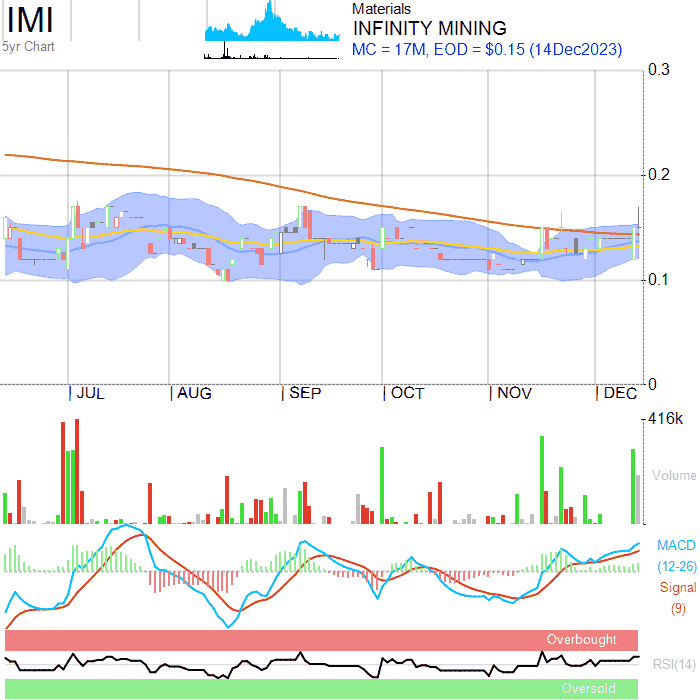 IMI
5yr Chart
Materials
INFINITY MINING
MC = 17M, EOD = $0.15 (14Dec2023)
0.3
0.2
0.1
0
JUL
AUG
SEP
OCT
NOV
DEC
416k
Volume
MACD
(12-26)
Signal
(9)
Overbought
RSI(14)
Oversold